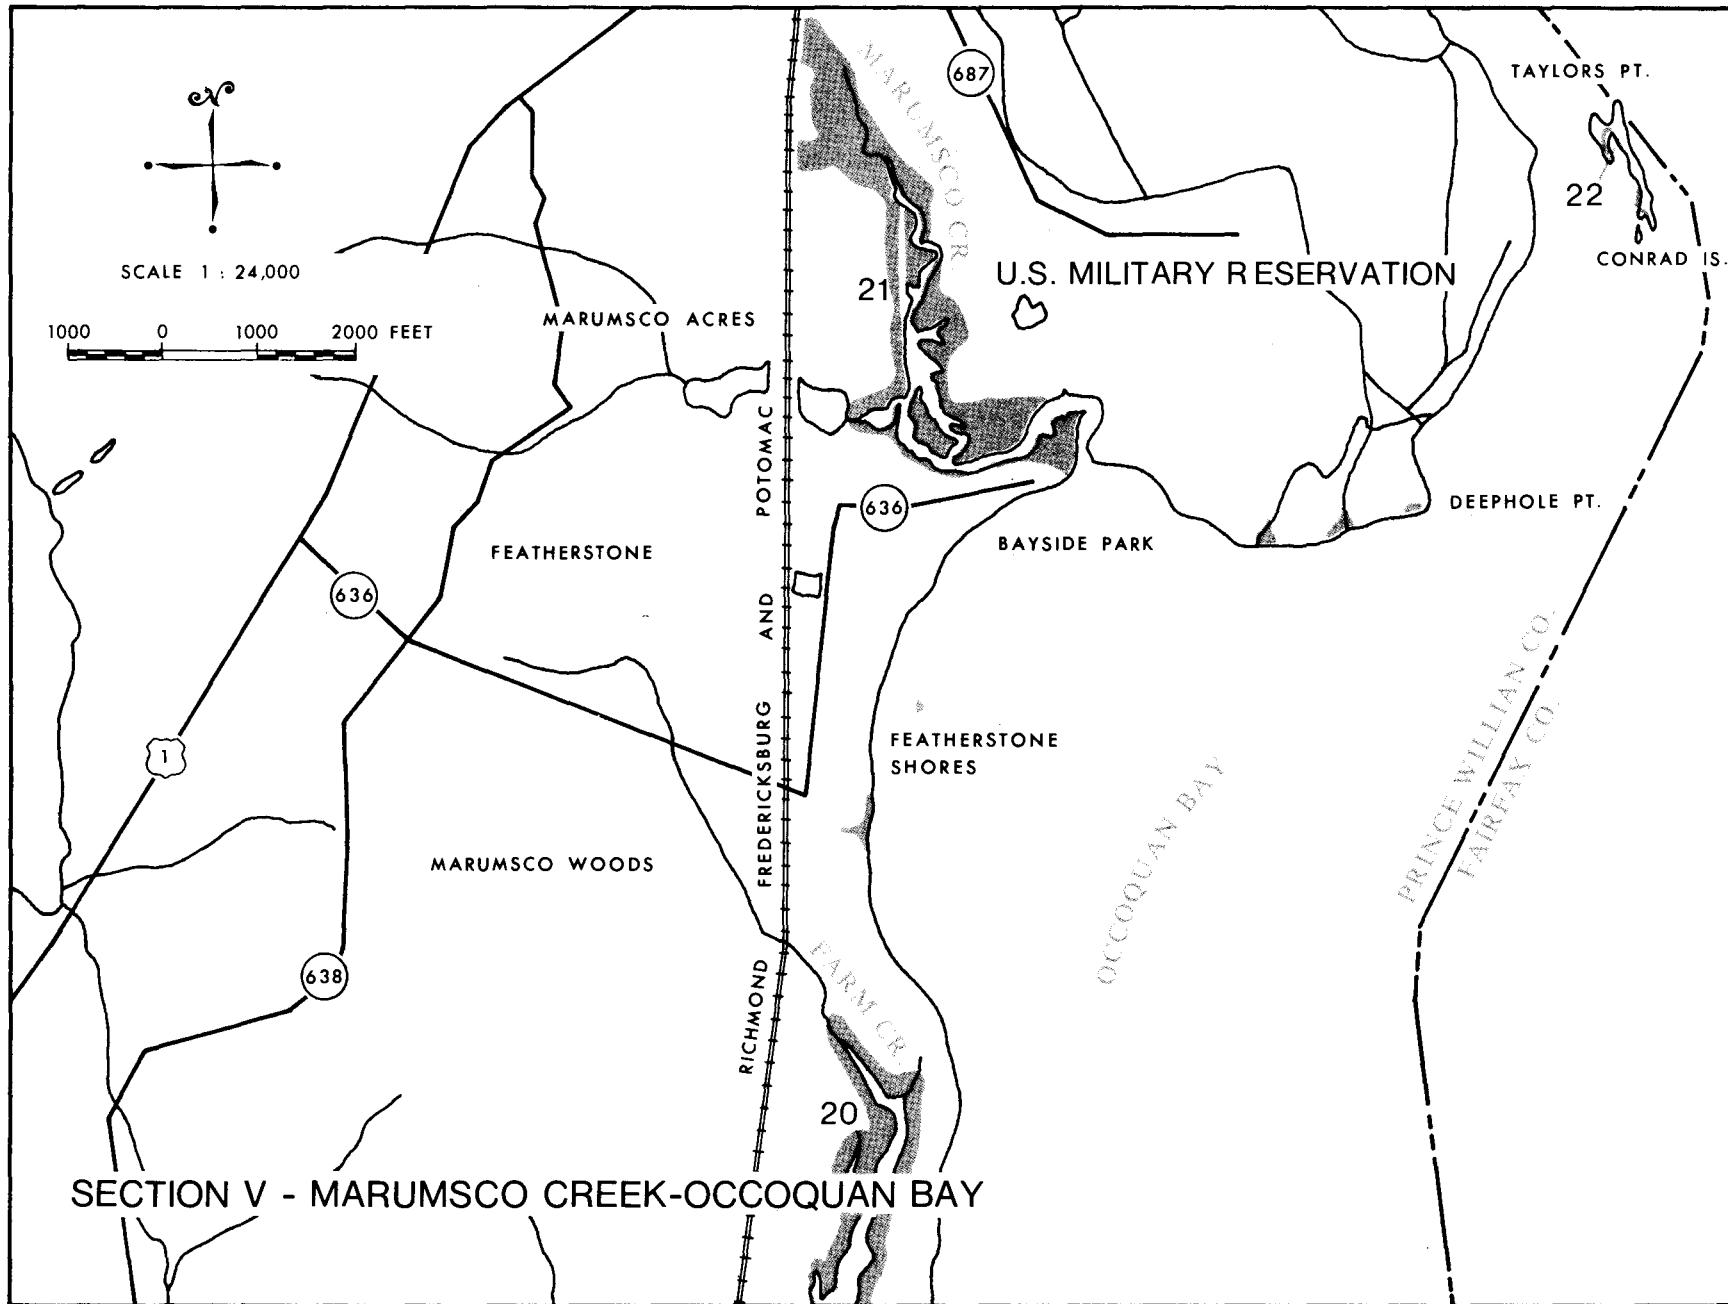 TAYLORS PT.
MARUMSCO CR.
687
N
22
CONRAD IS.
SCALE 1 : 24,000
U.S. MILITARY RESERVATION
21
1000 0 1000 2000 FEET
MARUMSCO ACRES
636
DEEPHOLE PT.
BAYSIDE PARK
FEATHERSTONE
636
RICHMOND FREDERICKSBURG AND POTOMAC
FEATHERSTONE
SHORES
1
PRINCE WILLIAN CO.
FAIRFAY CO.
OCCOQUAN BAY
MARUMSCO WOODS
638
FARM CR.
20
SECTION V - MARUMSCO CREEK-OCCOQUAN BAY